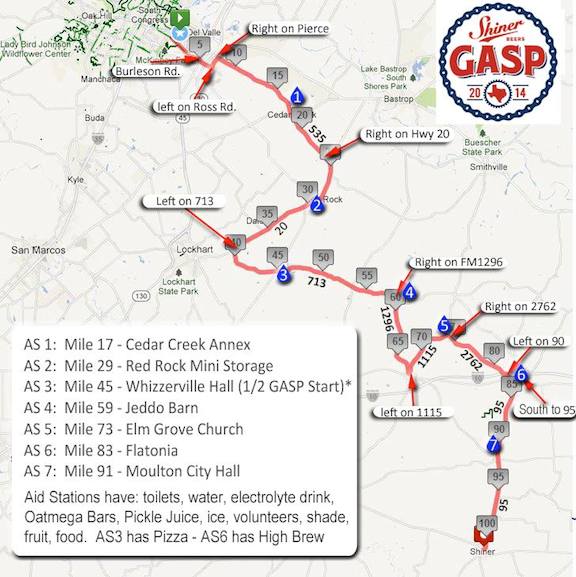 Oak Hill
South
Congress
Del Valle
Right on Pierce
Shiner
BEERS
GASP
20 14
Lady Bird Johnson
Wildflower Center
5
10
Burleson Rd.
Manchaca
15
Lake Bastrop
- South
Shores Park
left on Ross Rd.
1
Bastrop
45
Buda
20
535
Right on Hwy 20
Buescher
State Park
Smithville
Kyle
30
Left on 713
2
Rock
35
20
San Marcos
Lockhart
40
45
50
Right on FM1296
3
713
55
Lockhart
State Park
130
60
4
1296
Right on 2762
5
70
65
1115
2762
80
Left on 90
AS 1: Mile 17 - Cedar Creek Annex
AS 2: Mile 29 - Red Rock Mini Storage
AS 3: Mile 45 - Whizzerville Hall (1/2 GASP Start)*
AS 4: Mile 59 - Jeddo Barn
AS 5: Mile 73 - Elm Grove Church
AS 6: Mile 83 - Flatonia
AS 7: Mile 91 - Moulton City Hall
Aid Stations have: toilets, water, electrolyte drink,
Oatmega Bars, Pickle Juice, ice, volunteers, shade,
fruit, food. AS3 has Pizza - AS6 has High Brew
6
85
left on 1115
South to 95
95
90
7
95
95
100
Shiner